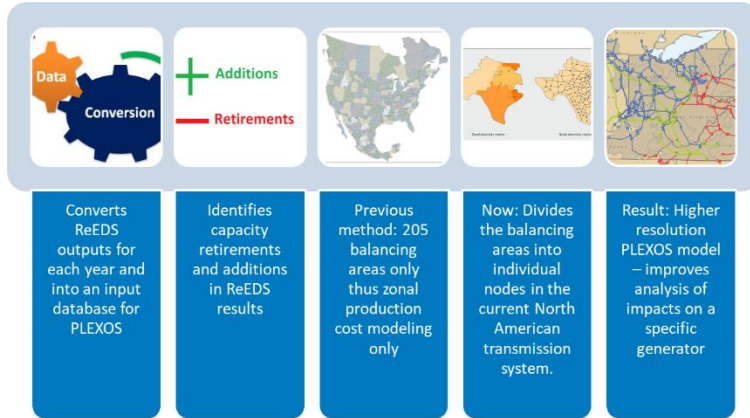 Data
Conversion
Additions
Retirements
Converts
ReEDS
outputs for
each year and
into an input
database for
PLEXOS
Identifies
capacity
retirements
and additions
in ReEDS
results
Previous
method: 205
balancing
areas only
thus zonal
production
cost modeling
only
Now: Divides
the balancing
areas into
individual
nodes in the
current North
American
transmission
system.
Result: Higher
resolution
PLEXOS model
– improves
analysis of
impacts on a
specific
generator